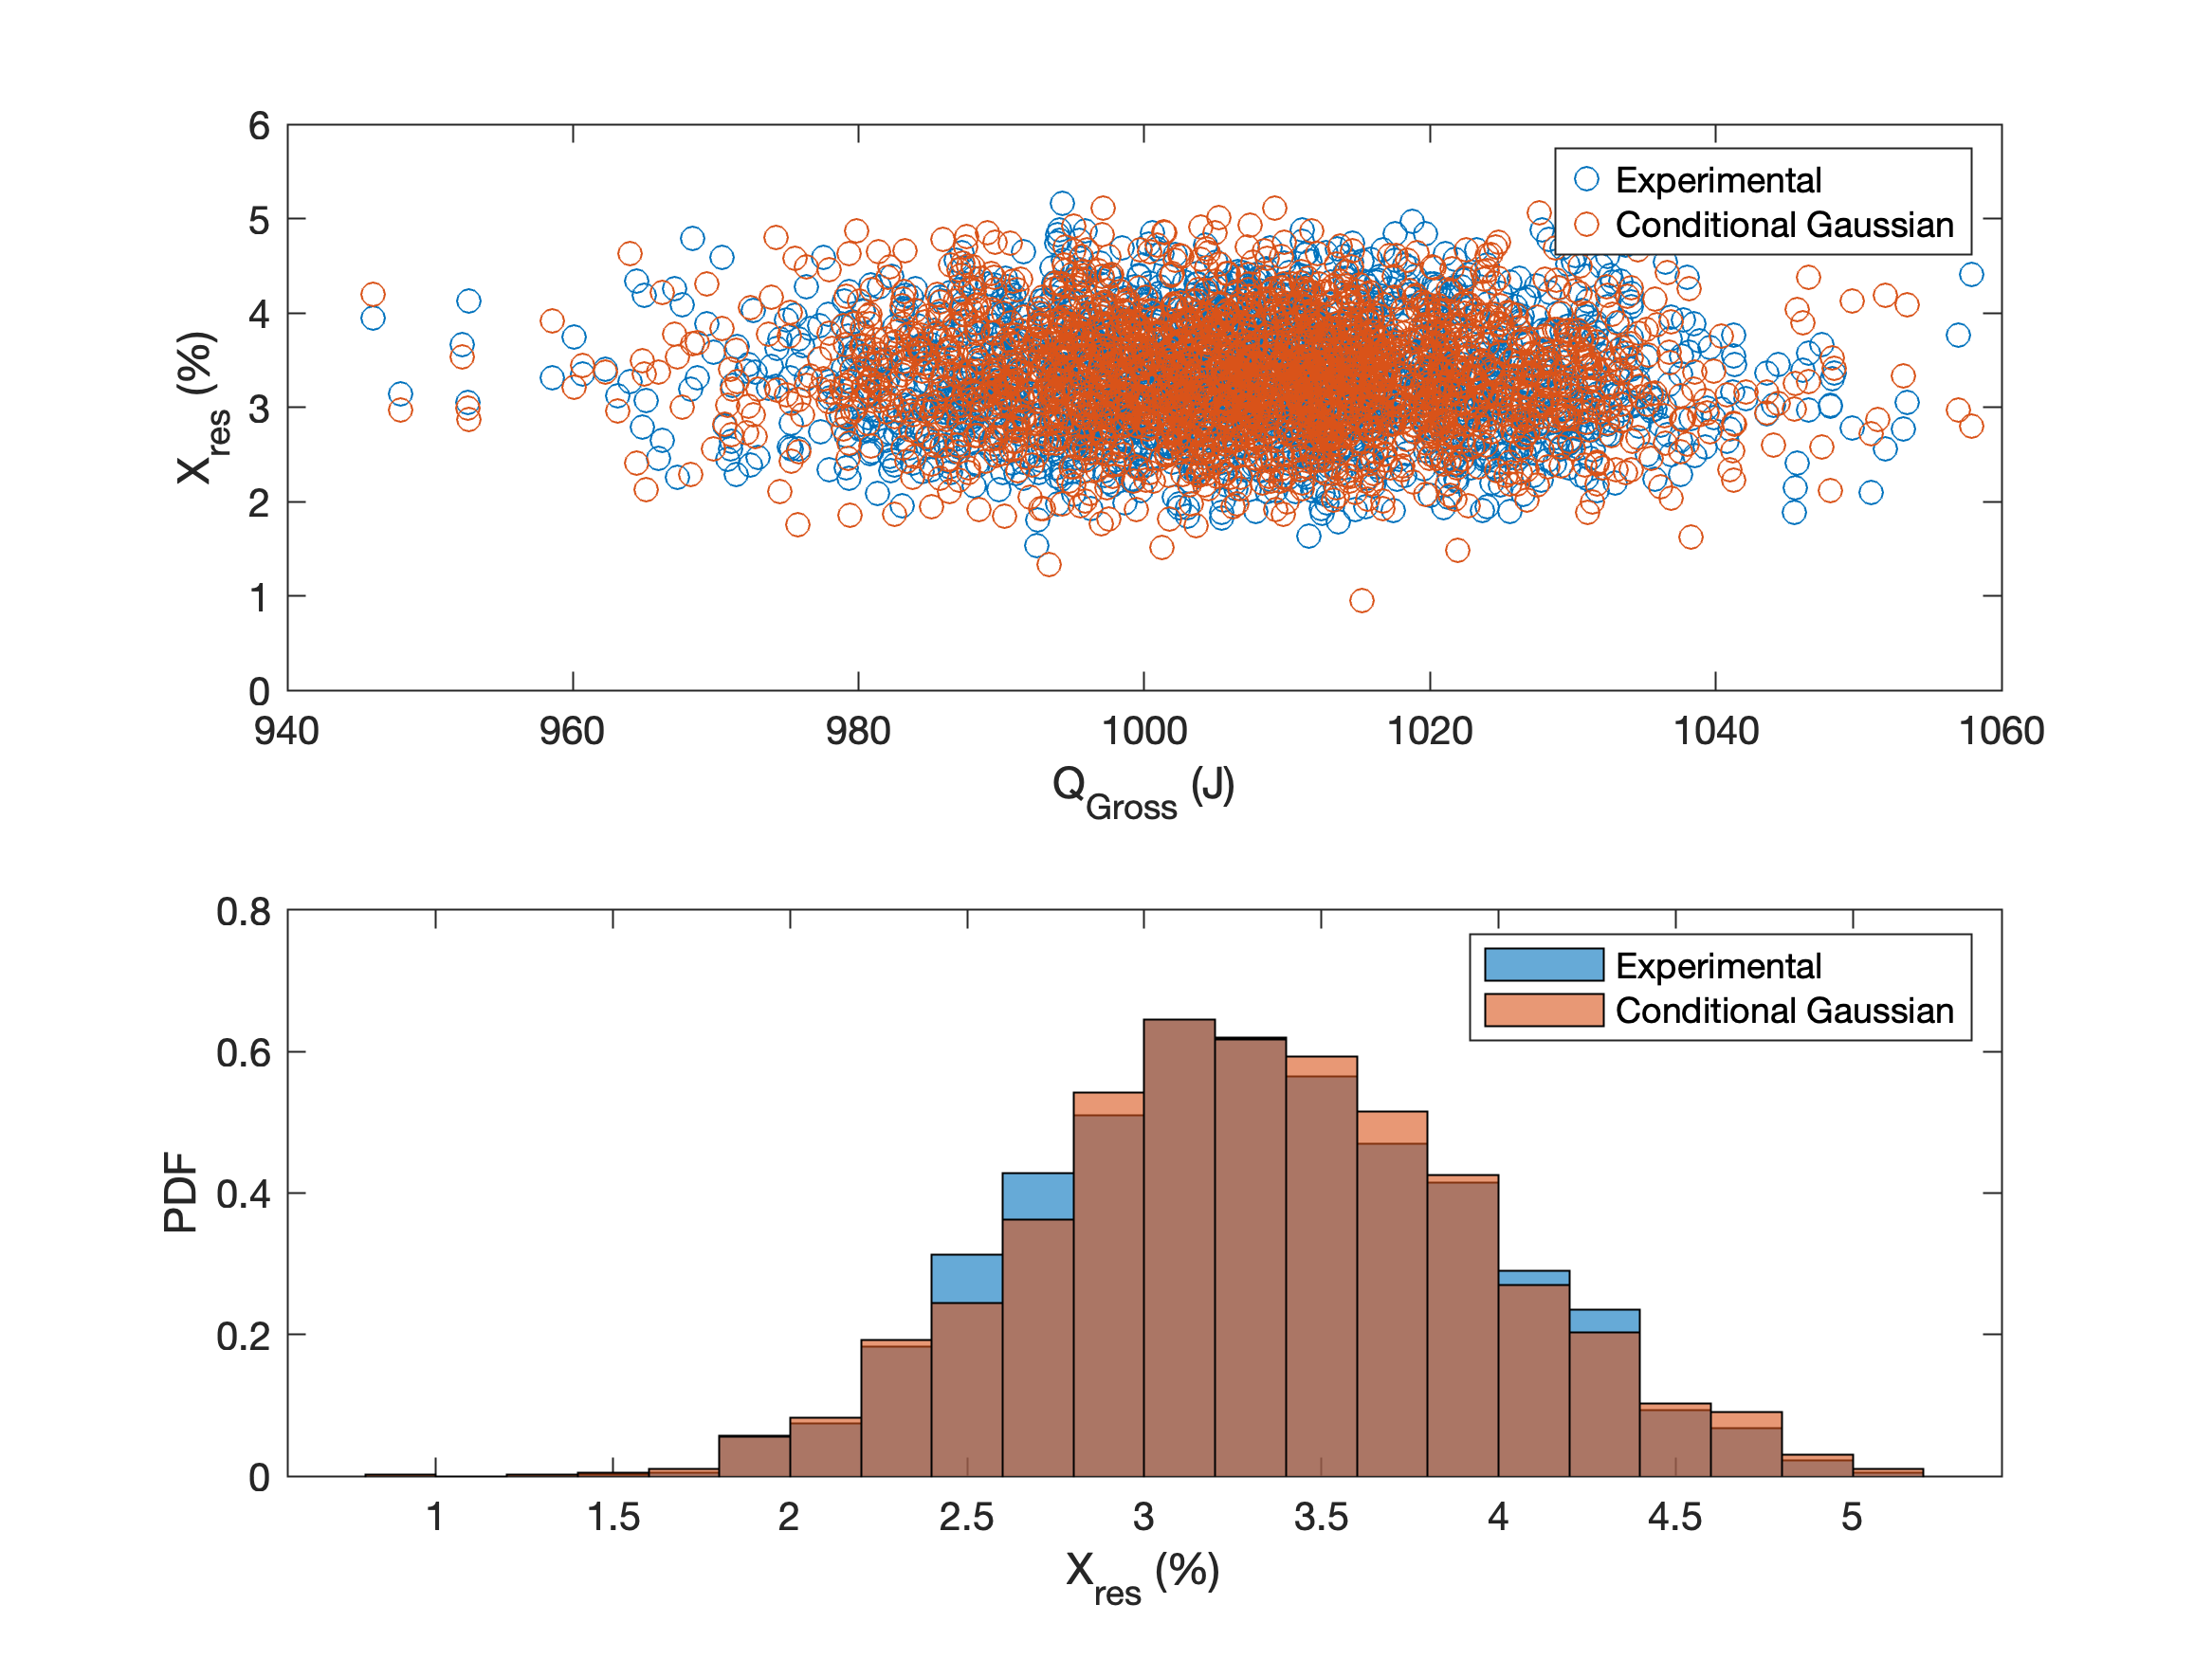 6
5
4
3
2
1
0
X_res (%)
Experimental
Conditional Gaussian
940 960 980 1000 1020 1040 1060
Q_Gross (J)
0.8
0.6
0.4
0.2
0
PDF
Experimental
Conditional Gaussian
1 1.5 2 2.5 3 3.5 4 4.5 5
X_res (%)